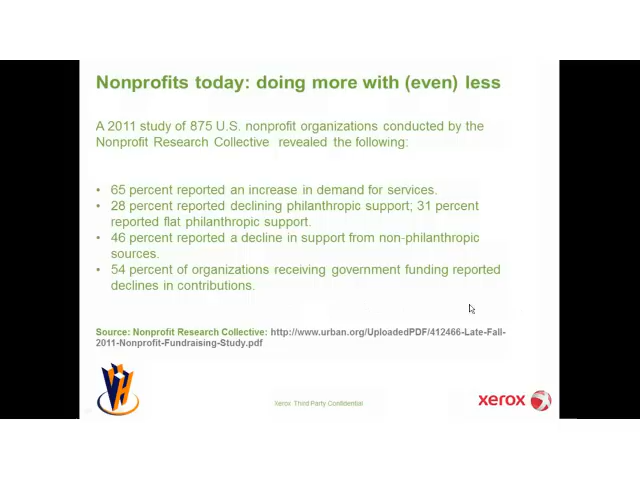 Nonprofits today: doing more with (even) less
A 2011 study of 875 U.S. nonprofit organizations conducted by the
Nonprofit Research Collective revealed the following:
• 65 percent reported an increase in demand for services.
• 28 percent reported declining philanthropic support; 31 percent
reported flat philanthropic support.
• 46 percent reported a decline in support from non-philanthropic
sources.
• 54 percent of organizations receiving government funding reported
declines in contributions.
Source: Nonprofit Research Collective: http://www.urban.org/UploadedPDF/412466-Late-Fall-
2011-Nonprofit-Fundraising-Study.pdf
Xerox Third Party Confidential
xerox